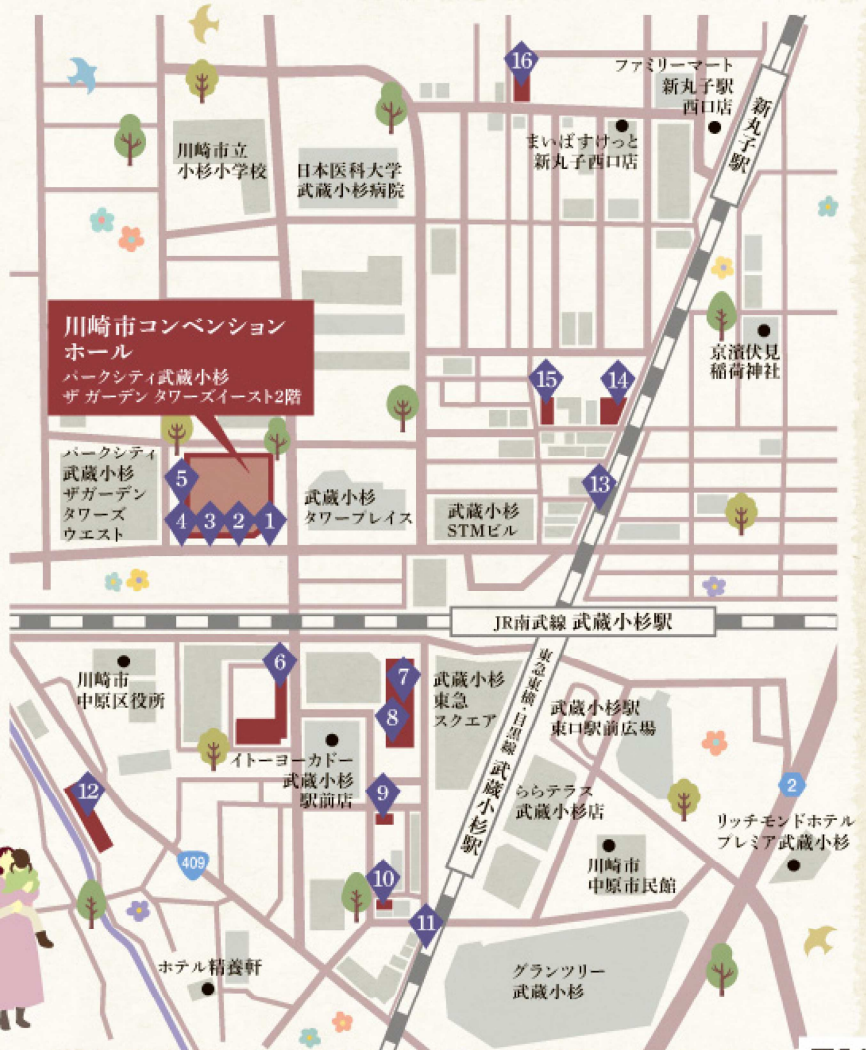 16
ファミリーマート
新丸子駅
西口店
新丸子駅
まいばすけっと
新丸子西口店
川崎市立
小杉小学校
日本医科大学
武蔵小杉病院
川崎市コンベンション
ホール
パークシティ武蔵小杉
ザ ガーデン タワーズイースト2階
京濱伏見
稲荷神社
15
14
13
パークシティ
武蔵小杉
ザガーデン
タワーズ
ウエスト
5
4
3
2
1
武蔵小杉
タワープレイス
武蔵小杉
STMビル
JR南武線 武蔵小杉駅
東急東横・目黒線 武蔵小杉駅
川崎市
中原区役所
6
7
8
武蔵小杉
東急
スクエア
武蔵小杉駅
東口駅前広場
イトーヨーカドー
武蔵小杉
駅前店
9
ららテラス
武蔵小杉店
2
リッチモンドホテル
プレミア武蔵小杉
12
409
10
川崎市
中原市民館
11
ホテル精養軒
グランツリー
武蔵小杉